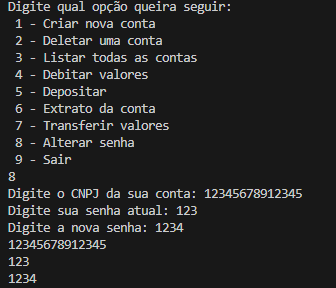 Digite qual opção queira seguir:
1 - Criar nova conta
2 - Deletar uma conta
3 - Listar todas as contas
4 - Debitar valores
5 - Depositar
6 - Extrato da conta
7 - Transferir valores
8 - Alterar senha
9 - Sair
8
Digite o CNPJ da sua conta: 12345678912345
Digite sua senha atual: 123
Digite a nova senha: 1234
12345678912345
123
1234